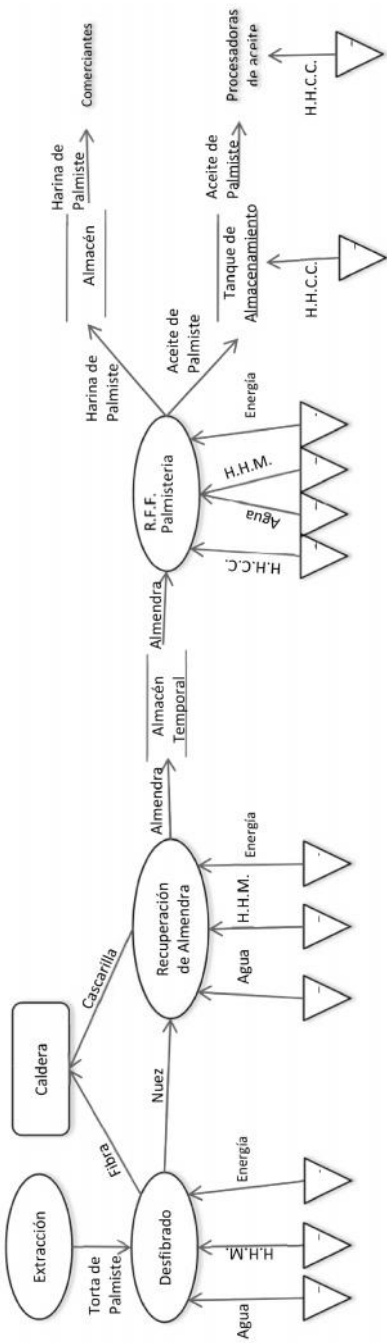 Extracción
Caldera
Torta de
Palmiste
Fibra
Cascarilla
Desfibrado
Nuez
Recuperación
de Almendra
Agua
H.H.M.
Energía
Agua
H.H.M.
Energía
Almendra
Almacén
Temporal
Almendra
R.F.F.
Palmisteria
H.H.C.C.
Agua
H.H.M.
Energía
Harina de
Palmiste
Almacén
Harina de
Palmiste
Comerciantes
Aceite de
Palmiste
Tanque de
Almacenamiento
Aceite de
Palmiste
Procesadoras
de aceite
H.H.C.C.
H.H.C.C.